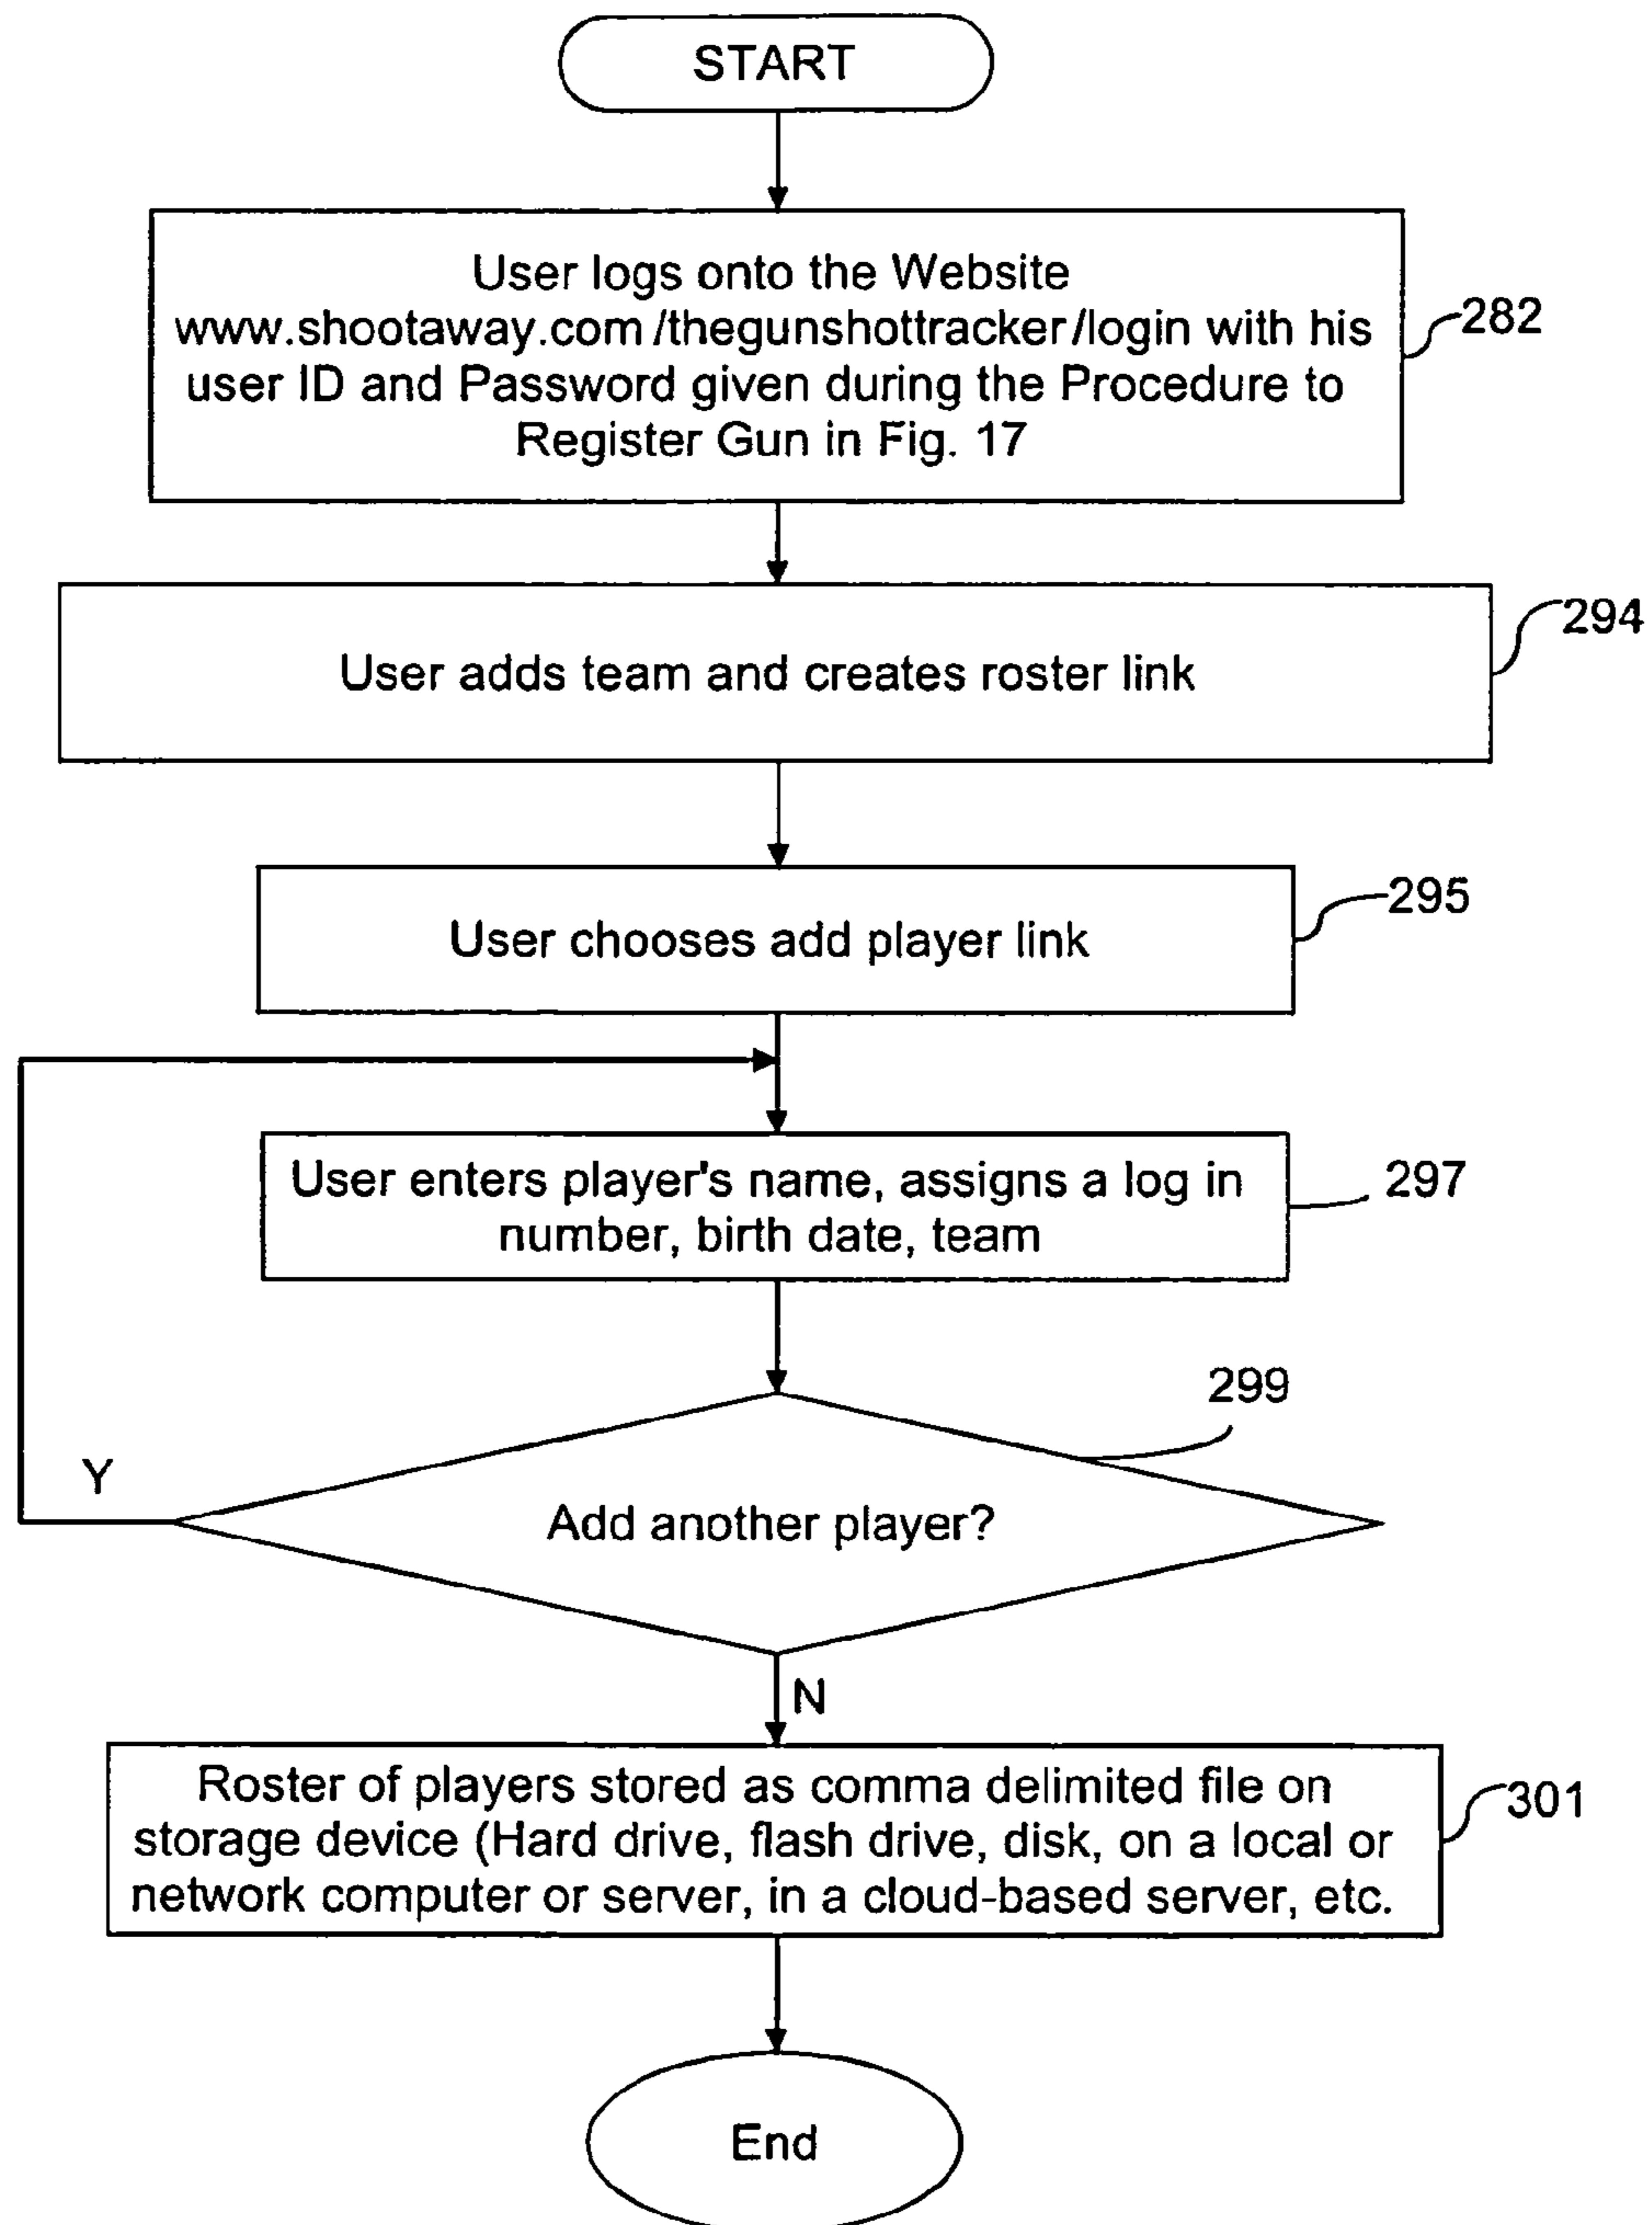 START
User logs onto the Website
www.shootaway.com/thegunshottracker/login with his
user ID and Password given during the Procedure to
Register Gun in Fig. 17
282
User adds team and creates roster link
294
User chooses add player link
295
User enters player's name, assigns a log in
number, birth date, team
297
299
Add another player?
Y
N
Roster of players stored as comma delimited file on
storage device (Hard drive, flash drive, disk, on a local or
network computer or server, in a cloud-based server, etc.
301
End